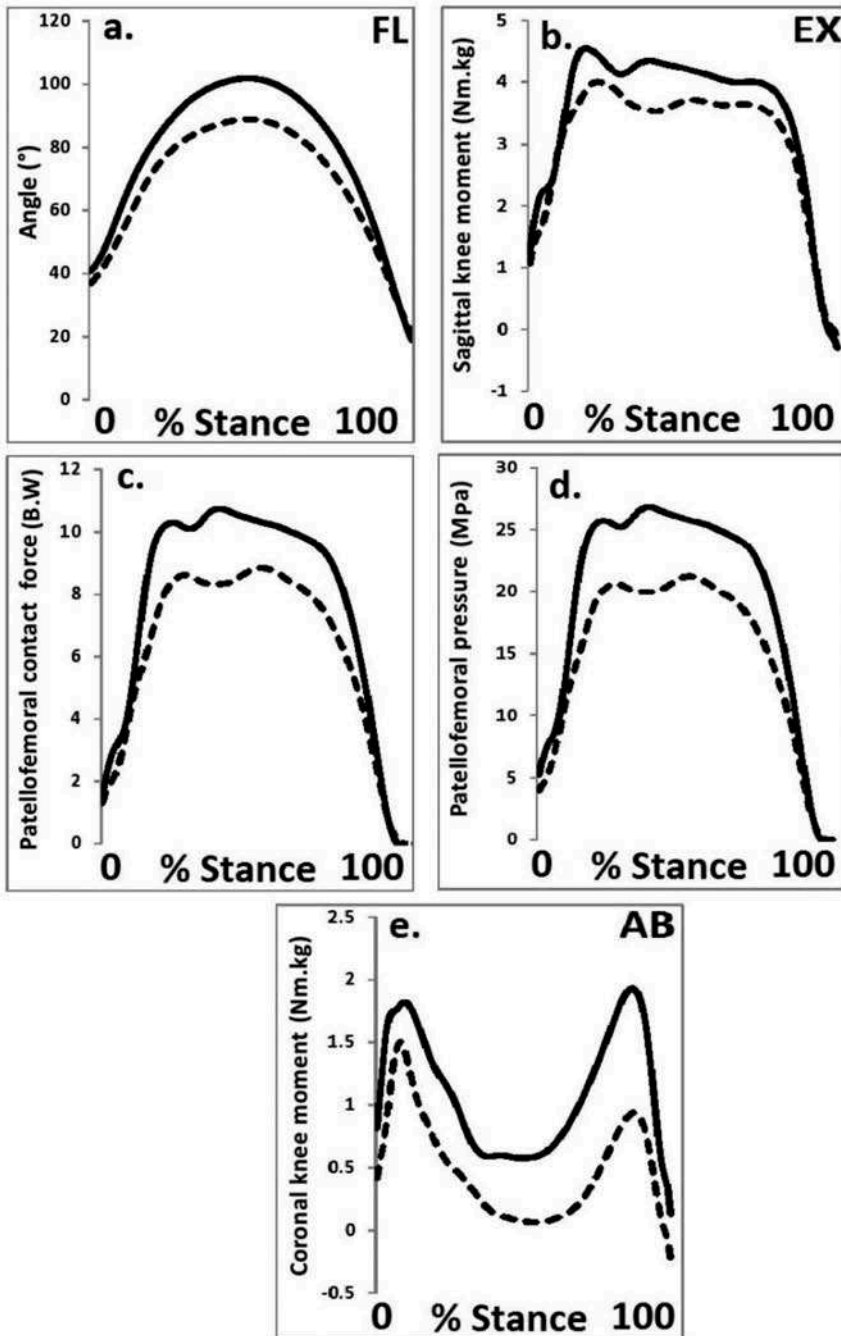 a.
FL
Angle (°)
120
100
80
60
40
20
0
0 % Stance 100
b.
EX
Sagittal knee moment (Nm.kg)
5
4
3
2
1
0
-1
0 % Stance 100
c.
Patellofemoral contact force (B.W)
12
10
8
6
4
2
0
0 % Stance 100
d.
Patellofemoral pressure (Mpa)
30
25
20
15
10
5
0
0 % Stance 100
e.
AB
Coronal knee moment (Nm.kg)
2.5
2
1.5
1
0.5
0
-0.5
0 % Stance 100